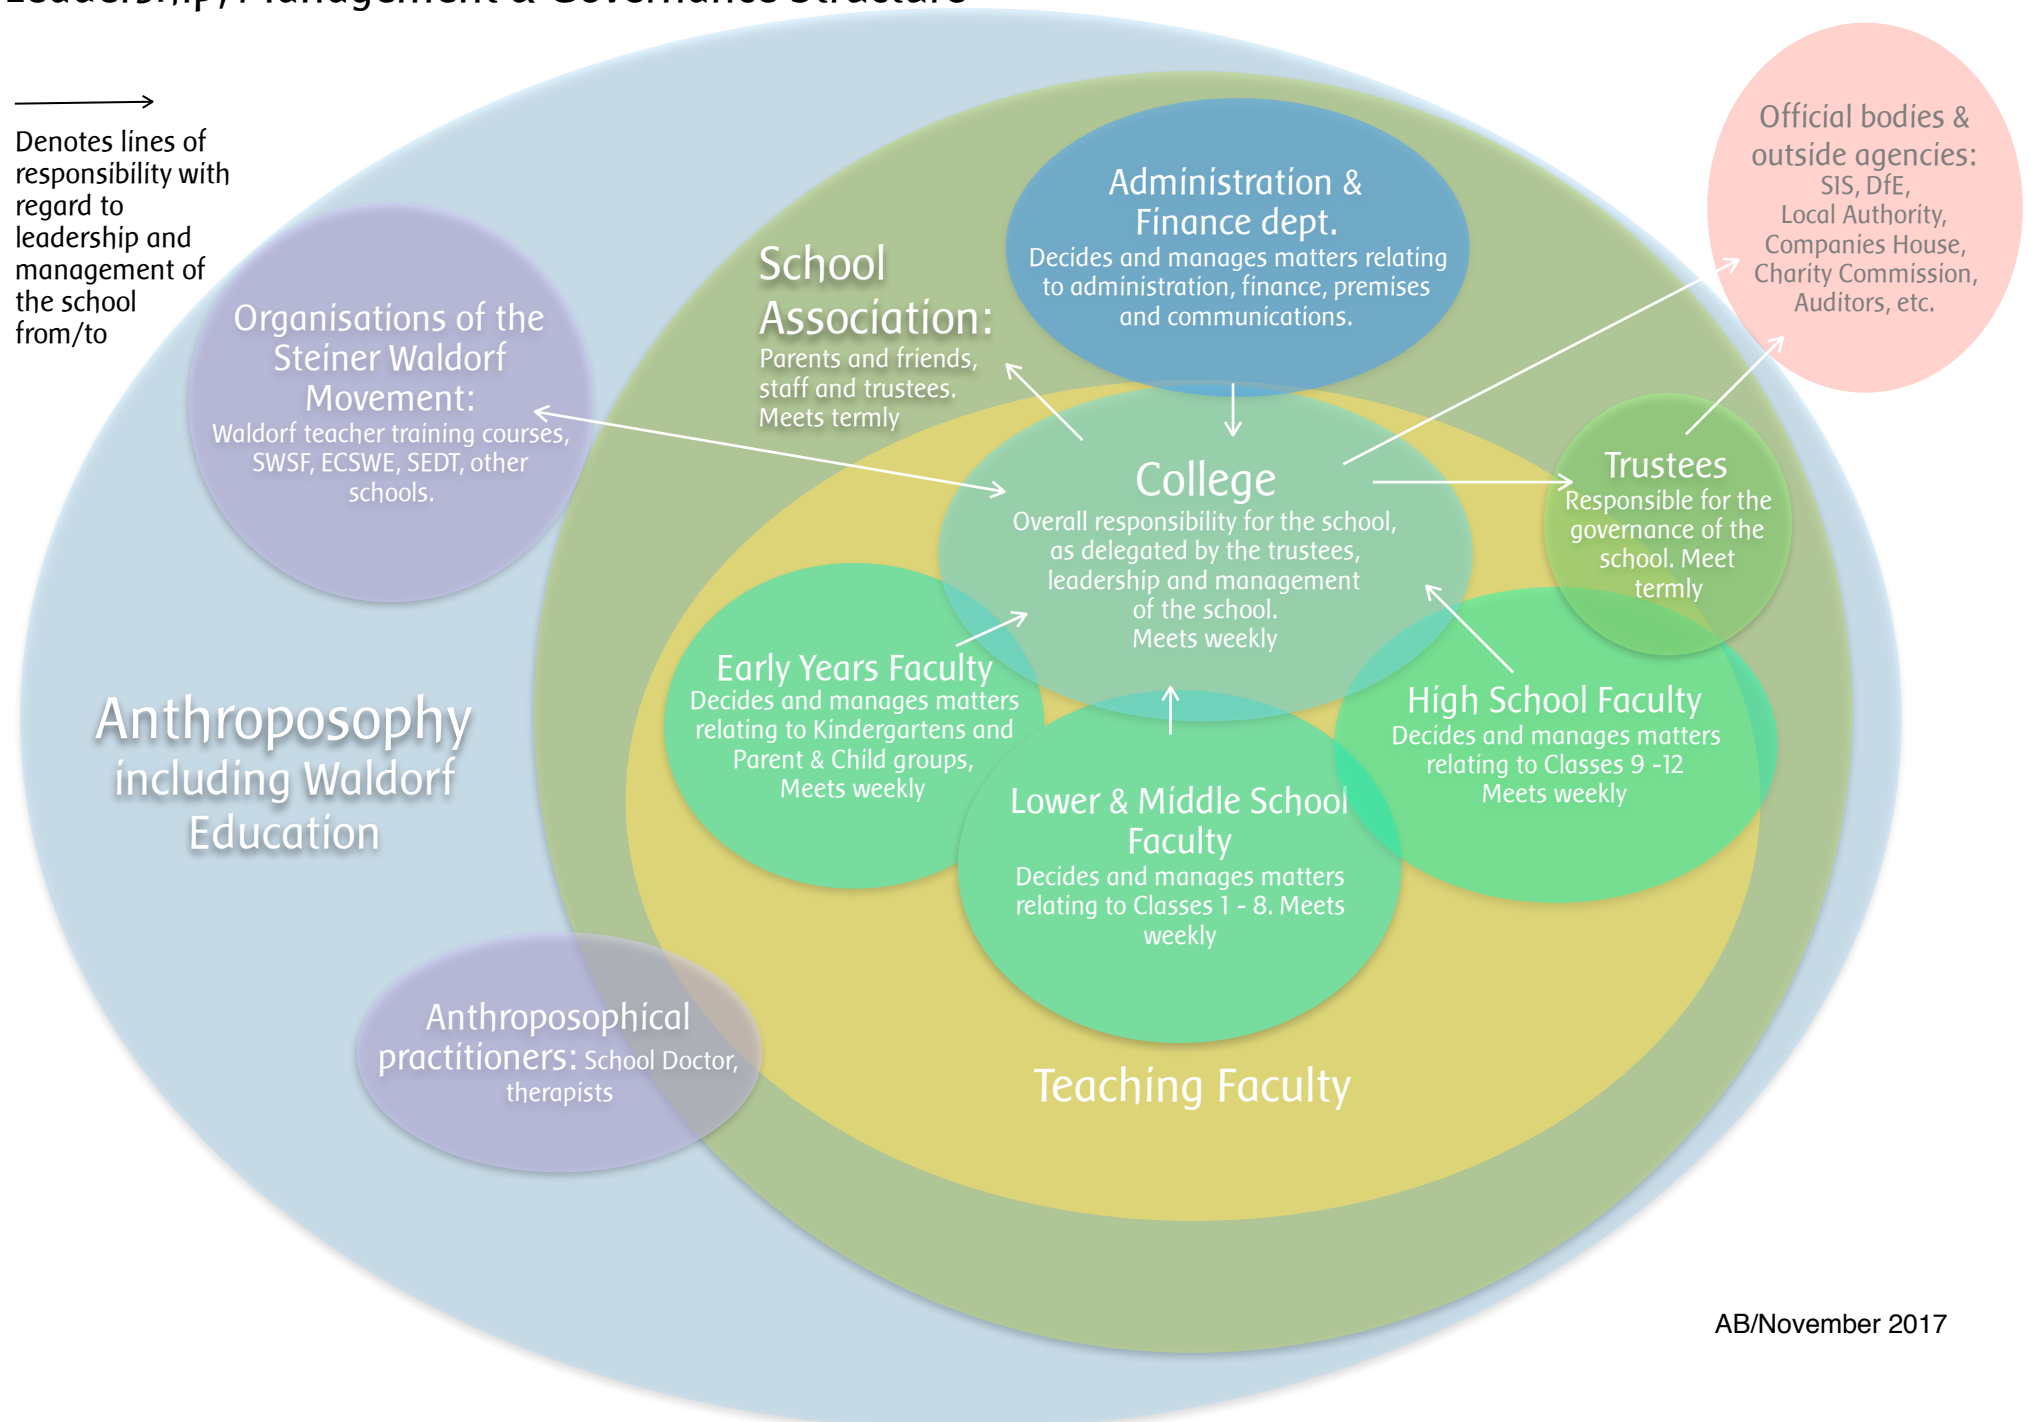 Leadership/Management & Governance Structure
Denotes lines of
responsibility with
regard to
leadership and
management of
the school
from/to
Organisations of the
Steiner Waldorf
Movement:
Waldorf teacher training courses,
SWSF, ECSWE, SEDT, other
schools.
School
Association:
Parents and friends,
staff and trustees.
Meets termly
Administration &
Finance dept.
Decides and manages matters relating
to administration, finance, premises
and communications.
Official bodies &
outside agencies:
SIS, DfE,
Local Authority,
Companies House,
Charity Commission,
Auditors, etc.
College
Overall responsibility for the school,
as delegated by the trustees,
leadership and management
of the school.
Meets weekly
Trustees
Responsible for the
governance of the
school. Meet
termly
Early Years Faculty
Decides and manages matters
relating to Kindergartens and
Parent & Child groups,
Meets weekly
High School Faculty
Decides and manages matters
relating to Classes 9 -12
Meets weekly
Lower & Middle School
Faculty
Decides and manages matters
relating to Classes 1 - 8. Meets
weekly
Anthroposophy
including Waldorf
Education
Anthroposophical
practitioners: School Doctor,
therapists
Teaching Faculty
AB/November 2017